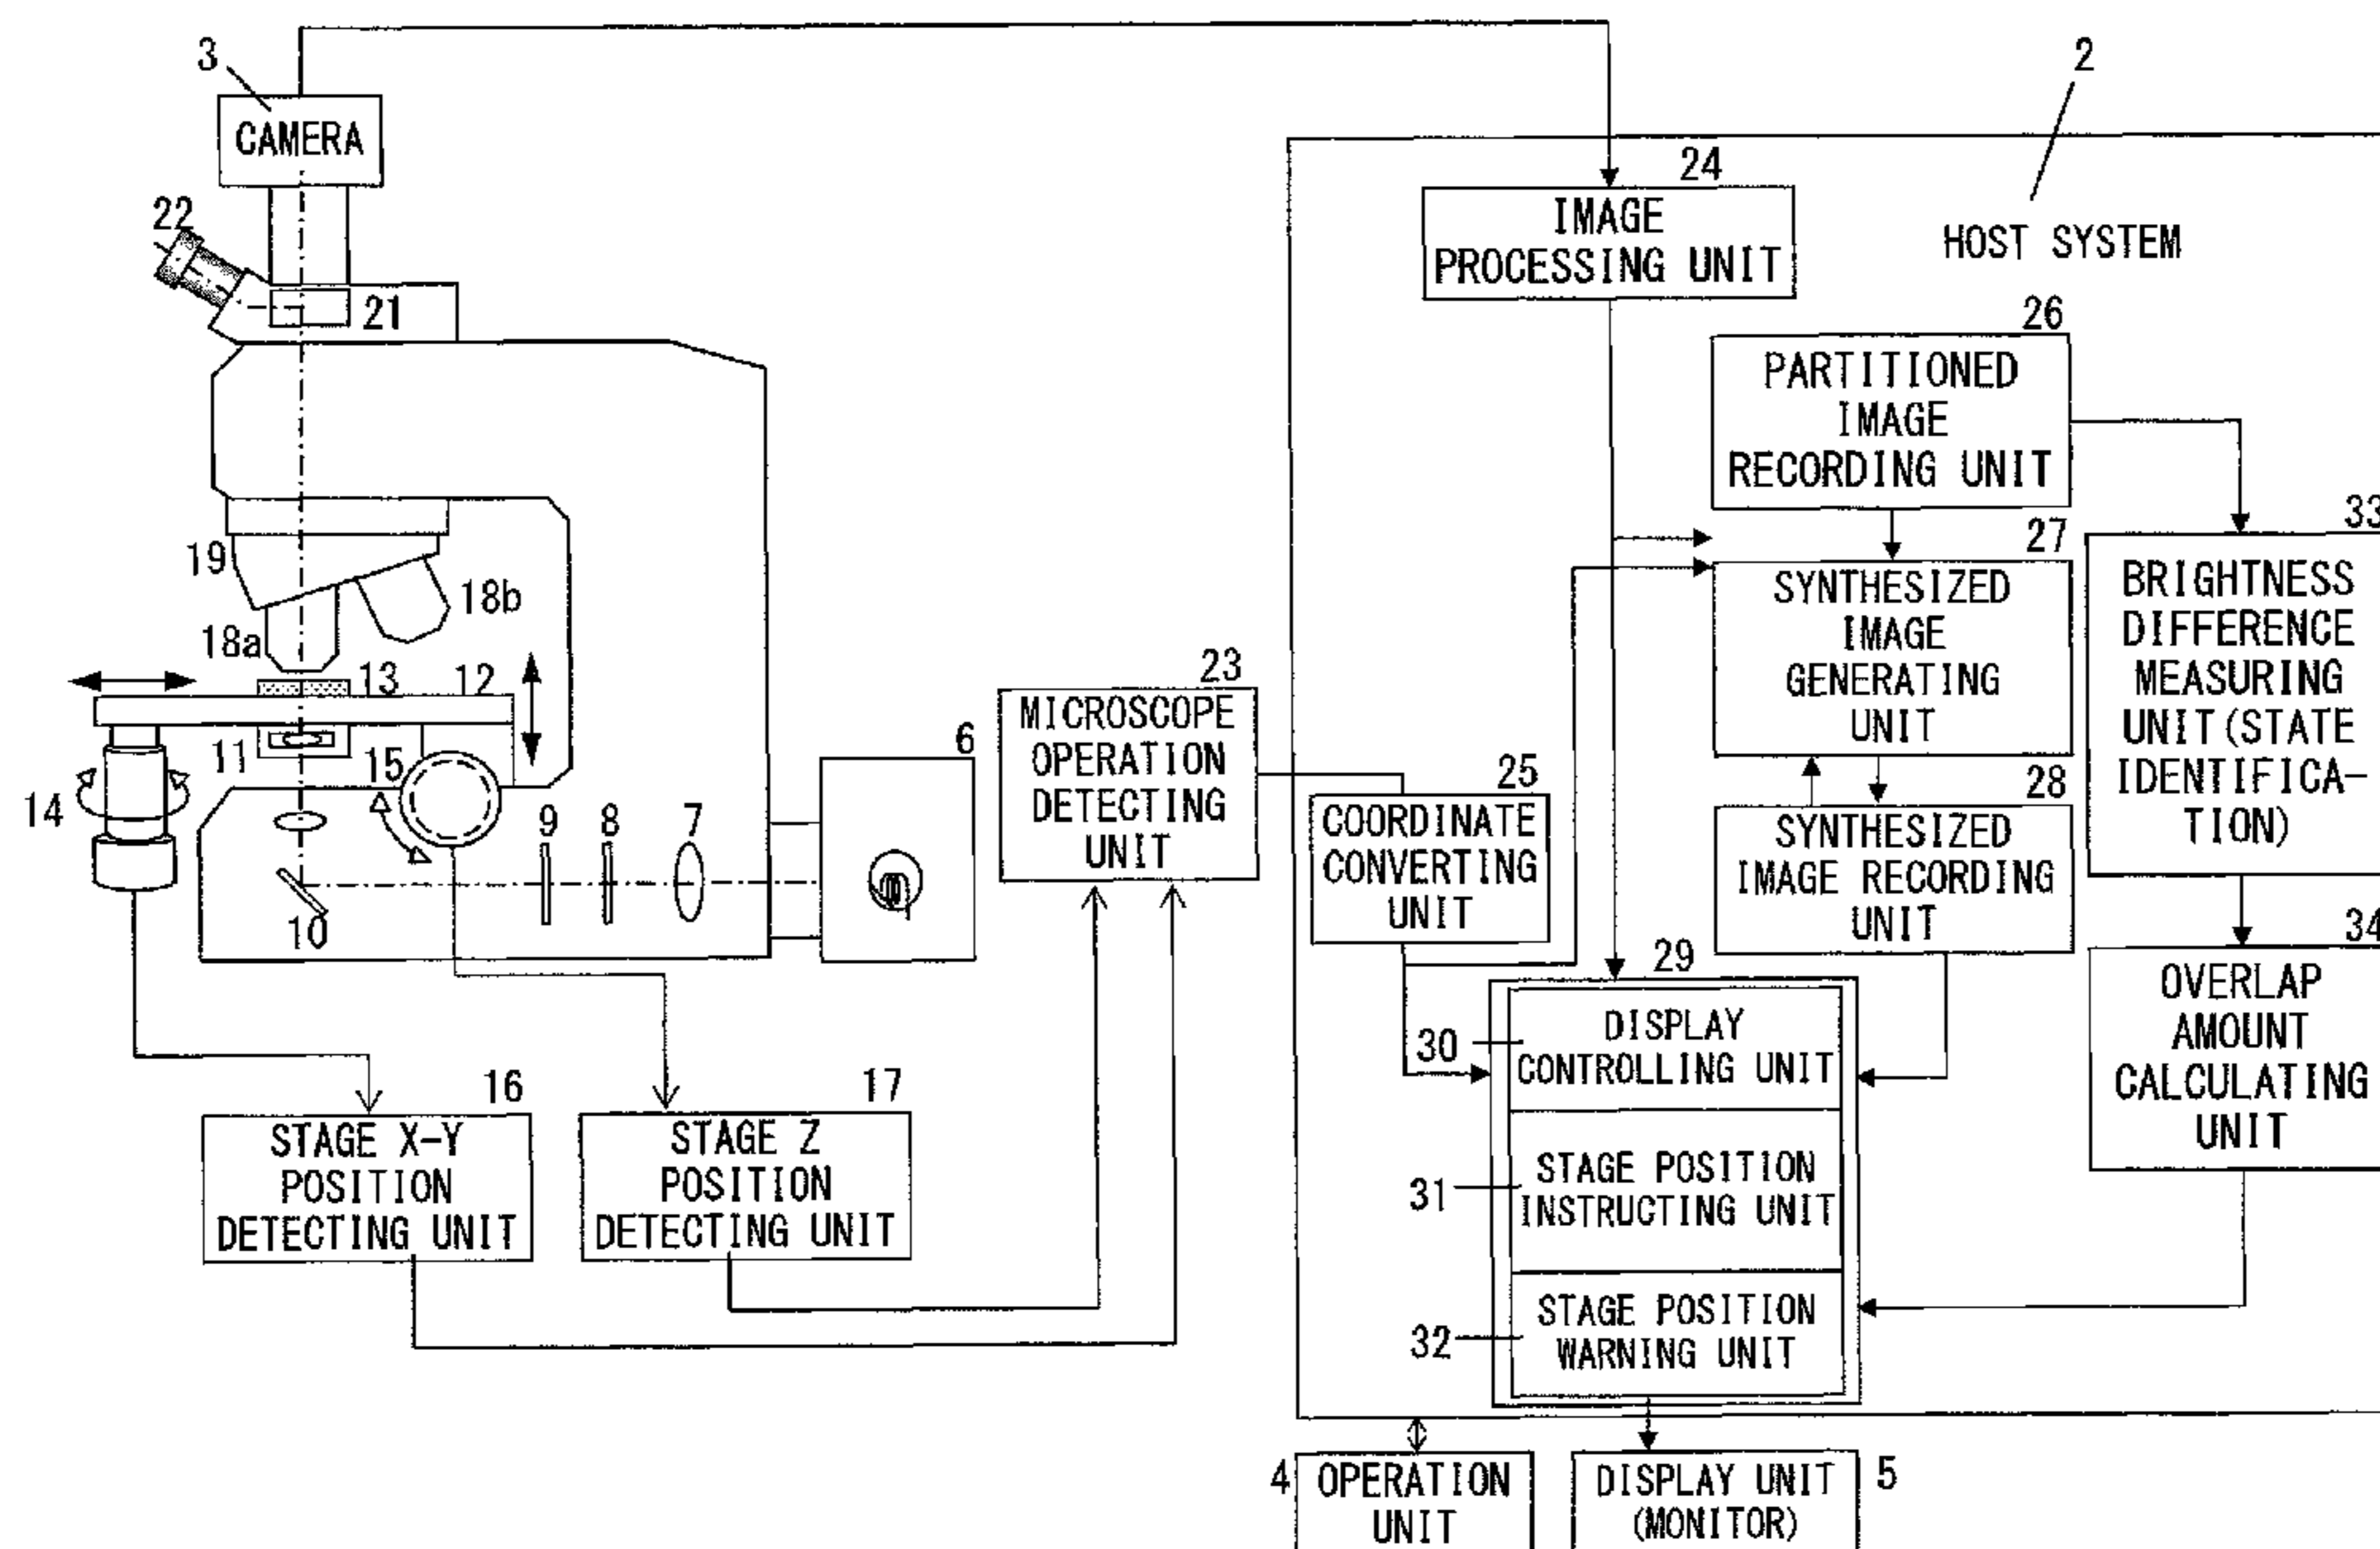 3
CAMERA
22
21
19
18b
18a
13
12
11
15
14
10
9
8
7
6
16
STAGE X-Y
POSITION
DETECTING UNIT
17
STAGE Z
POSITION
DETECTING UNIT
23
MICROSCOPE
OPERATION
DETECTING
UNIT
2
HOST SYSTEM
24
IMAGE
PROCESSING UNIT
25
COORDINATE
CONVERTING
UNIT
26
PARTITIONED
IMAGE
RECORDING UNIT
27
SYNTHESIZED
IMAGE
GENERATING
UNIT
28
SYNTHESIZED
IMAGE RECORDING
UNIT
29
30
DISPLAY
CONTROLLING UNIT
31
STAGE POSITION
INSTRUCTING UNIT
32
STAGE POSITION
WARNING UNIT
33
BRIGHTNESS
DIFFERENCE
MEASURING
UNIT(STATE
IDENTIFICA-
TION)
34
OVERLAP
AMOUNT
CALCULATING
UNIT
4
OPERATION
UNIT
5
DISPLAY UNIT
(MONITOR)